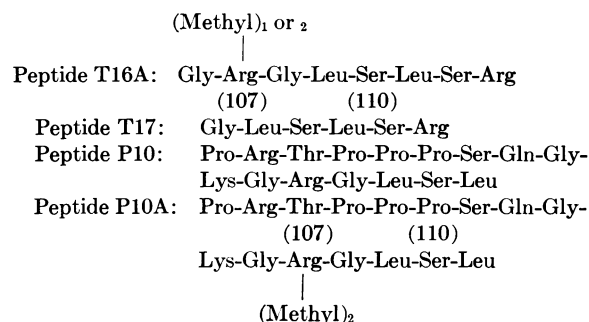 (Methyl)₁ or ₂
Peptide T16A: Gly-Arg-Gly-Leu-Ser-Leu-Ser-Arg
(107) (110)
Peptide T17: Gly-Leu-Ser-Leu-Ser-Arg
Peptide P10: Pro-Arg-Thr-Pro-Pro-Pro-Ser-Gln-Gly-
Lys-Gly-Arg-Gly-Leu-Ser-Leu
Peptide P10A: Pro-Arg-Thr-Pro-Pro-Pro-Ser-Gln-Gly-
(107) (110)
Lys-Gly-Arg-Gly-Leu-Ser-Leu
(Methyl)₂